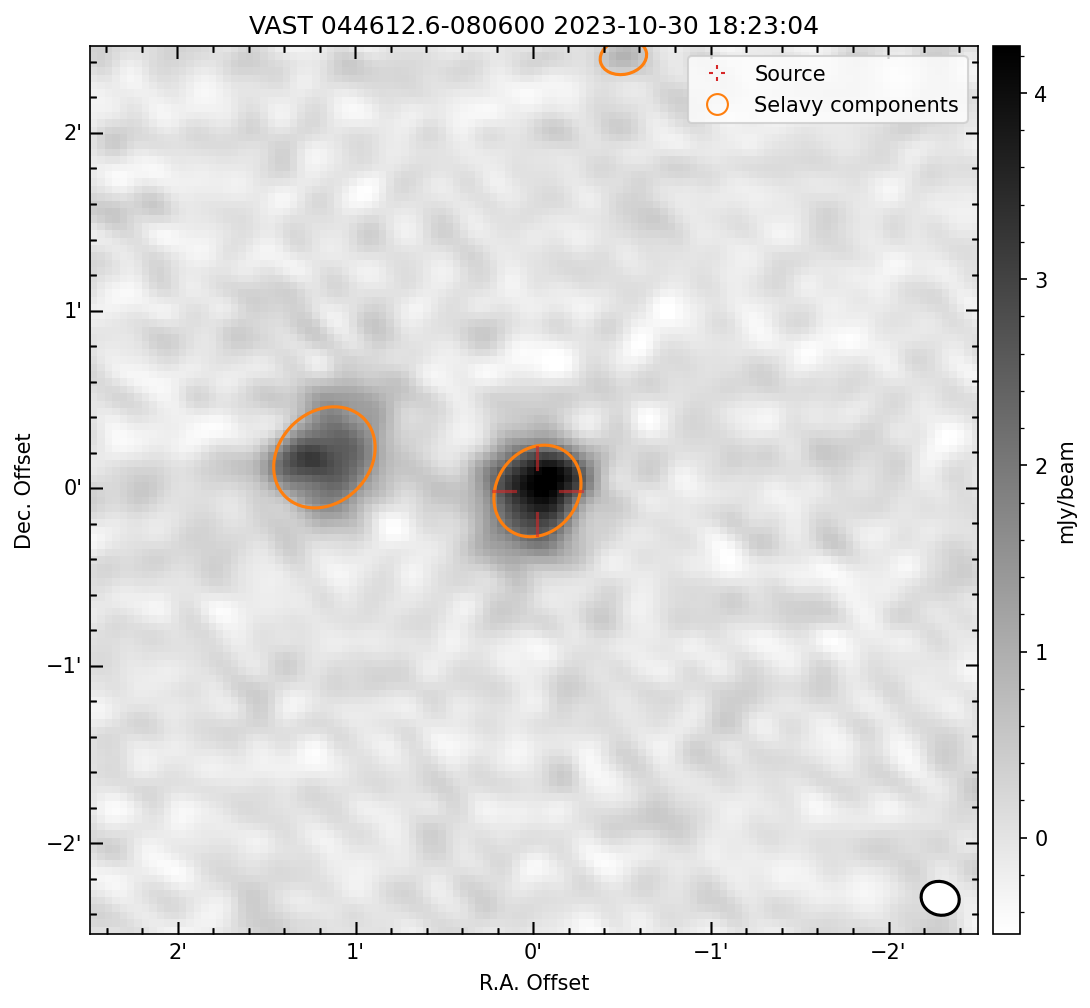 VAST 044612.6-080600 2023-10-30 18:23:04
Source
Selavy components
2'
1'
0'
−1'
−2'
Dec. Offset
2'
1'
0'
−1'
−2'
R.A. Offset
4
3
2
1
0
mJy/beam